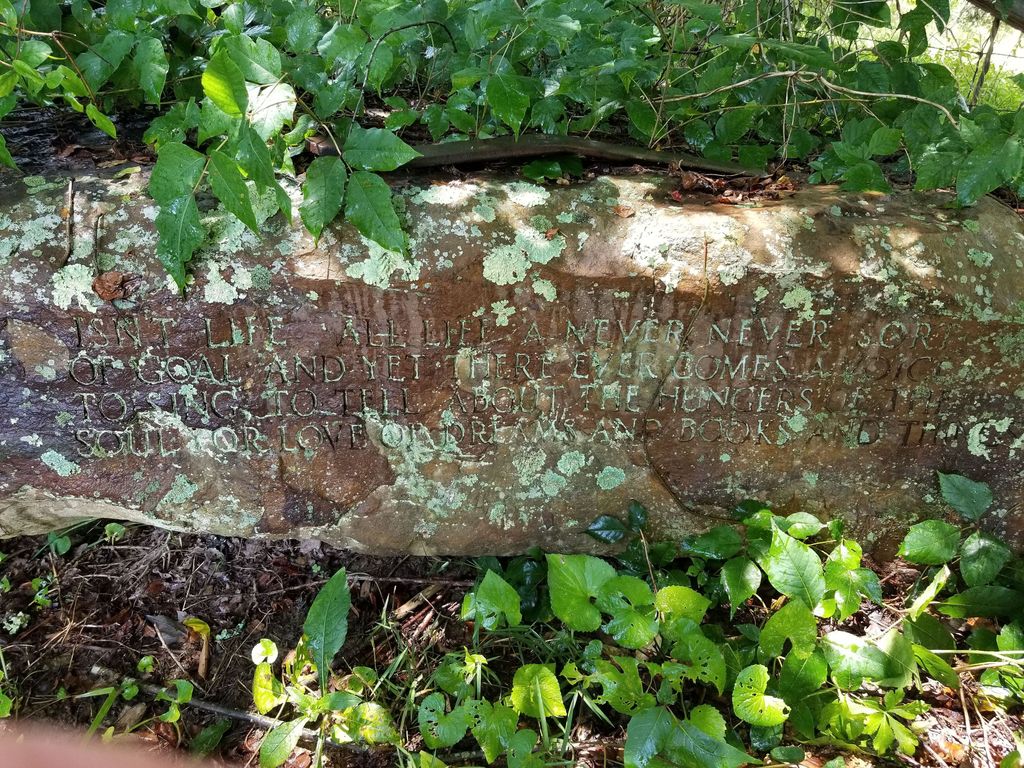 ISN'T LIFE ALL LIFE A NEVER NEVER SORT
OF GOAL AND YET THERE EVER COMES A VOICE
TO SING TO TELL ABOUT THE HUNGERS OF THE
SOUL FOR LOVE OR DREAMS AND BOOKS AND